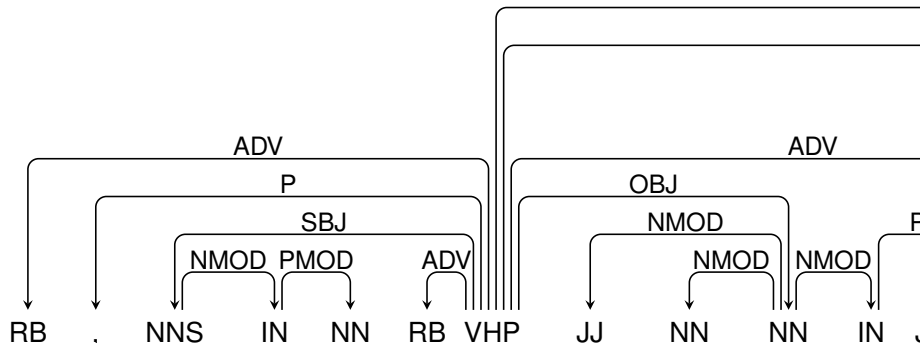 ADV ADV
P OBJ
SBJ NMOD
NMOD PMOD ADV NMOD NMOD
RB , NNS IN NN RB VHP JJ NN NN IN